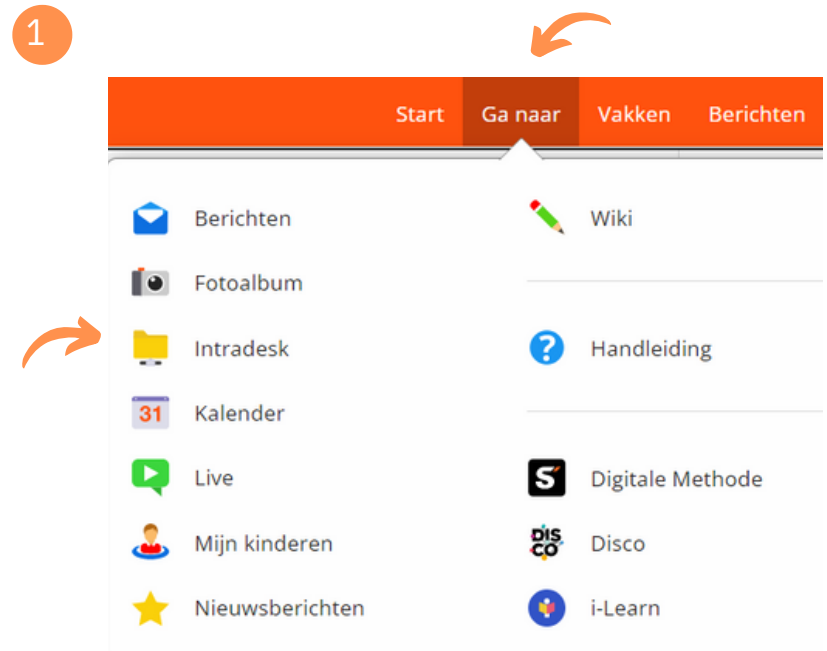 1
Start Ga naar Vakken Berichten
Berichten
Fotoalbum
Intradesk
31 Kalender
Live
Mijn kinderen
Nieuwsberichten
Wiki
? Handleiding
S Digitale Methode
DIS
CO Disco
i-Learn